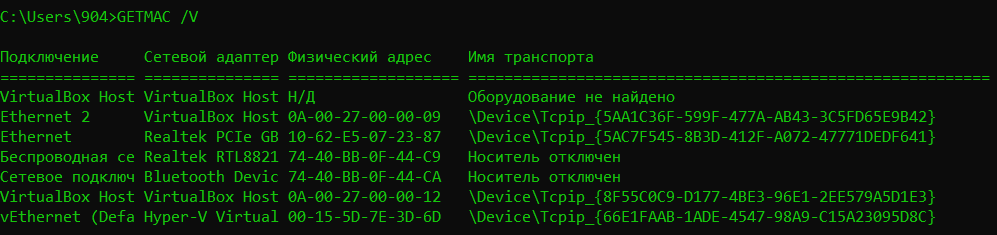 C:\Users\904>GETMAC /V
Подключение     Сетевой адаптер Физический адрес    Имя транспорта
=============== =============== =================== ==========================================================
VirtualBox Host VirtualBox Host Н/Д                 Оборудование не найдено
Ethernet 2      VirtualBox Host 0A-00-27-00-00-09   \Device\Tcpip_{5AA1C36F-599F-477A-AB43-3C5FD65E9B42}
Ethernet        Realtek PCIe GB 10-62-E5-07-23-87   \Device\Tcpip_{5AC7F545-8B3D-412F-A072-47771DEDF641}
Беспроводная се Realtek RTL8821 74-40-BB-0F-44-C9   Носитель отключен
Сетевое подключ Bluetooth Devic 74-40-BB-0F-44-CA   Носитель отключен
VirtualBox Host VirtualBox Host 0A-00-27-00-00-12   \Device\Tcpip_{8F55C0C9-D177-4BE3-96E1-2EE579A5D1E3}
vEthernet (Defa Hyper-V Virtual 00-15-5D-7E-3D-6D   \Device\Tcpip_{66E1FAAB-1ADE-4547-98A9-C15A23095D8C}